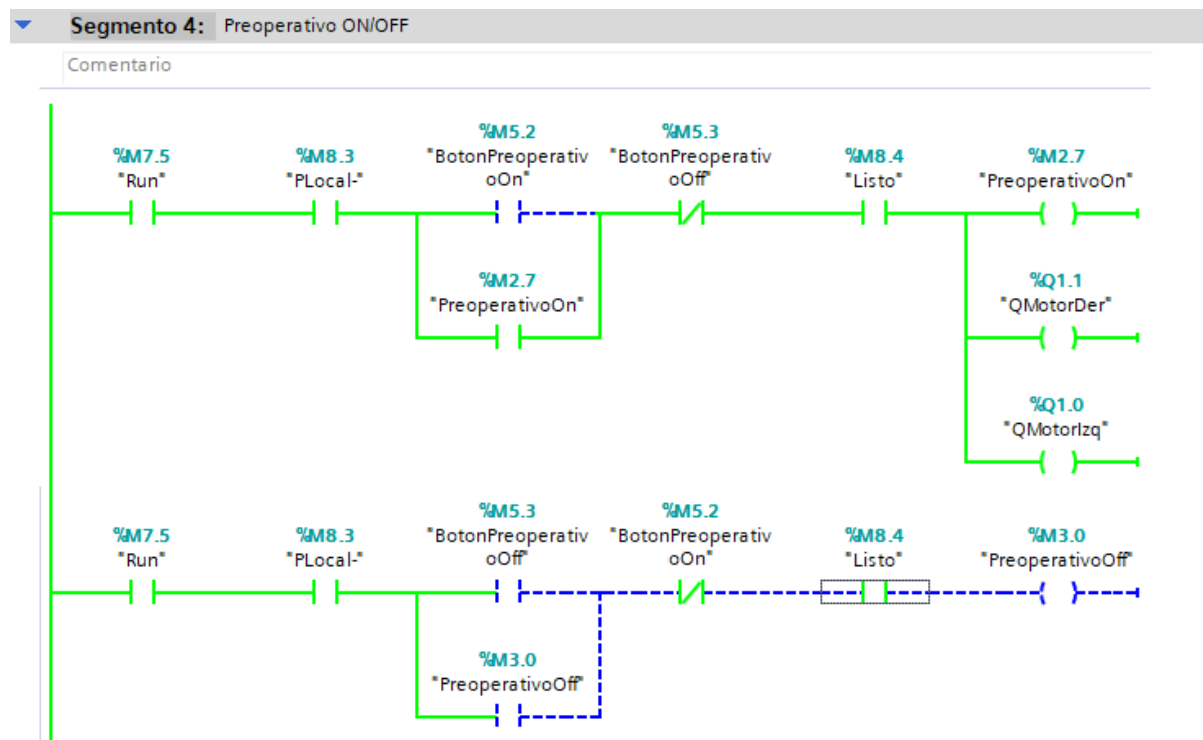 Segmento 4: Preoperativo ON/OFF
Comentario
%M7.5
"Run"
%M8.3
"PLocal-"
%M5.2
"BotonPreoperativ
oOn"
%M5.3
"BotonPreoperativ
oOff"
%M8.4
"Listo"
%M2.7
"PreoperativoOn"
%M2.7
"PreoperativoOn"
%Q1.1
"QMotorDer"
%Q1.0
"QMotorIzq"
%M7.5
"Run"
%M8.3
"PLocal-"
%M5.3
"BotonPreoperativ
oOff"
%M5.2
"BotonPreoperativ
oOn"
%M8.4
"Listo"
%M3.0
"PreoperativoOff"
%M3.0
"PreoperativoOff"